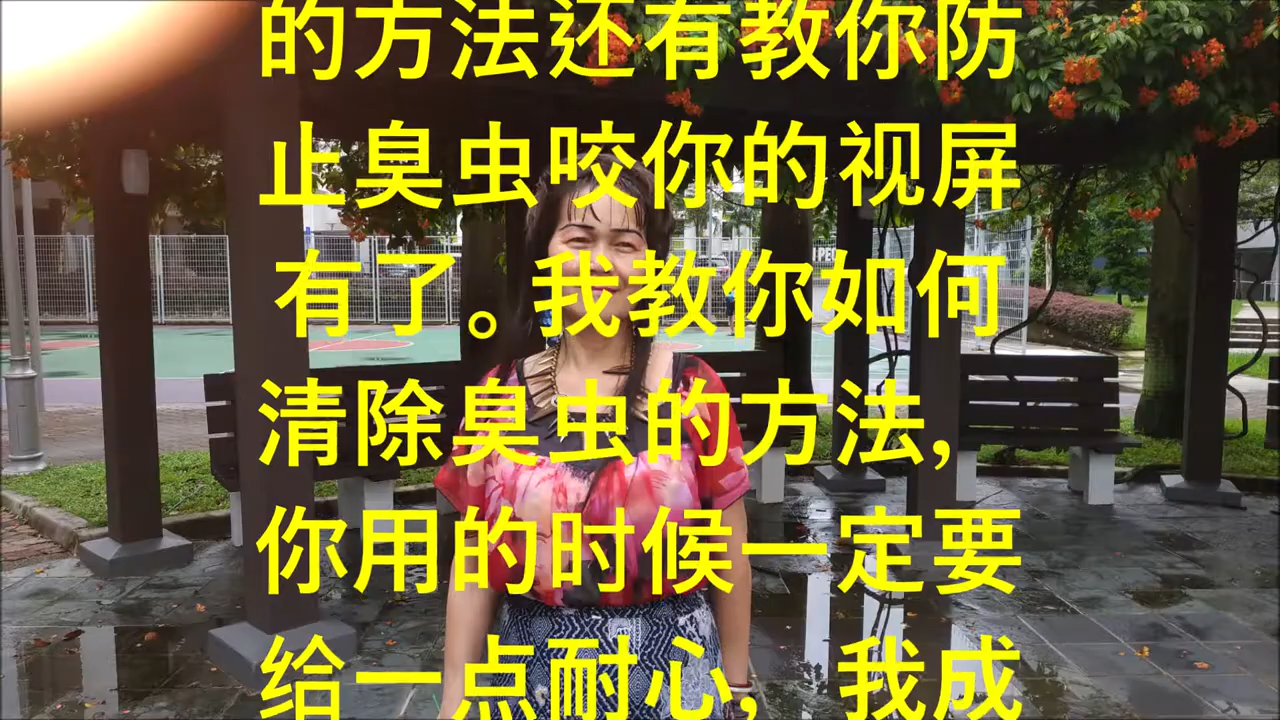 的方法还有教你防
止臭虫咬你的视屏
有了。我教你如何
清除臭虫的方法,
你用的时候一定要
给一点耐心, 我成